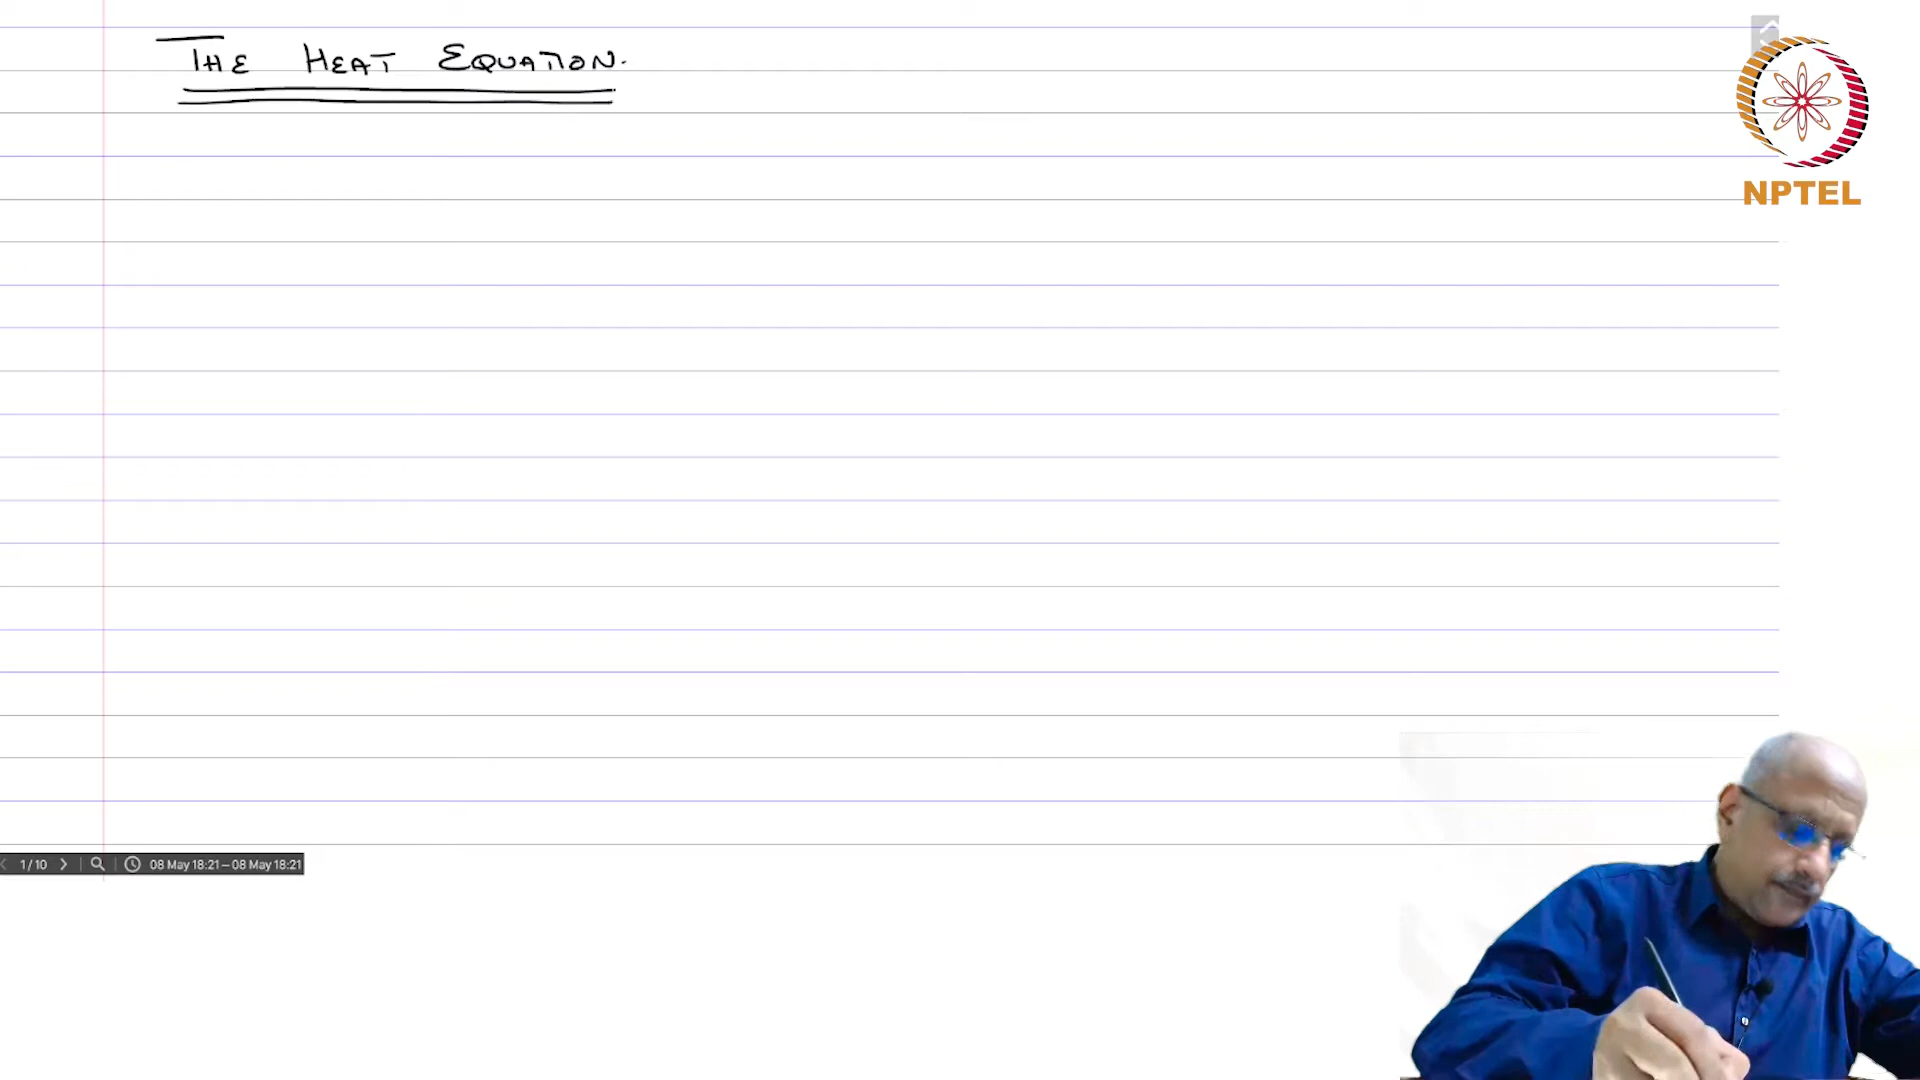 THE HEAT EQUATION.
NPTEL
1/10
08 May 18:21 – 08 May 18:21